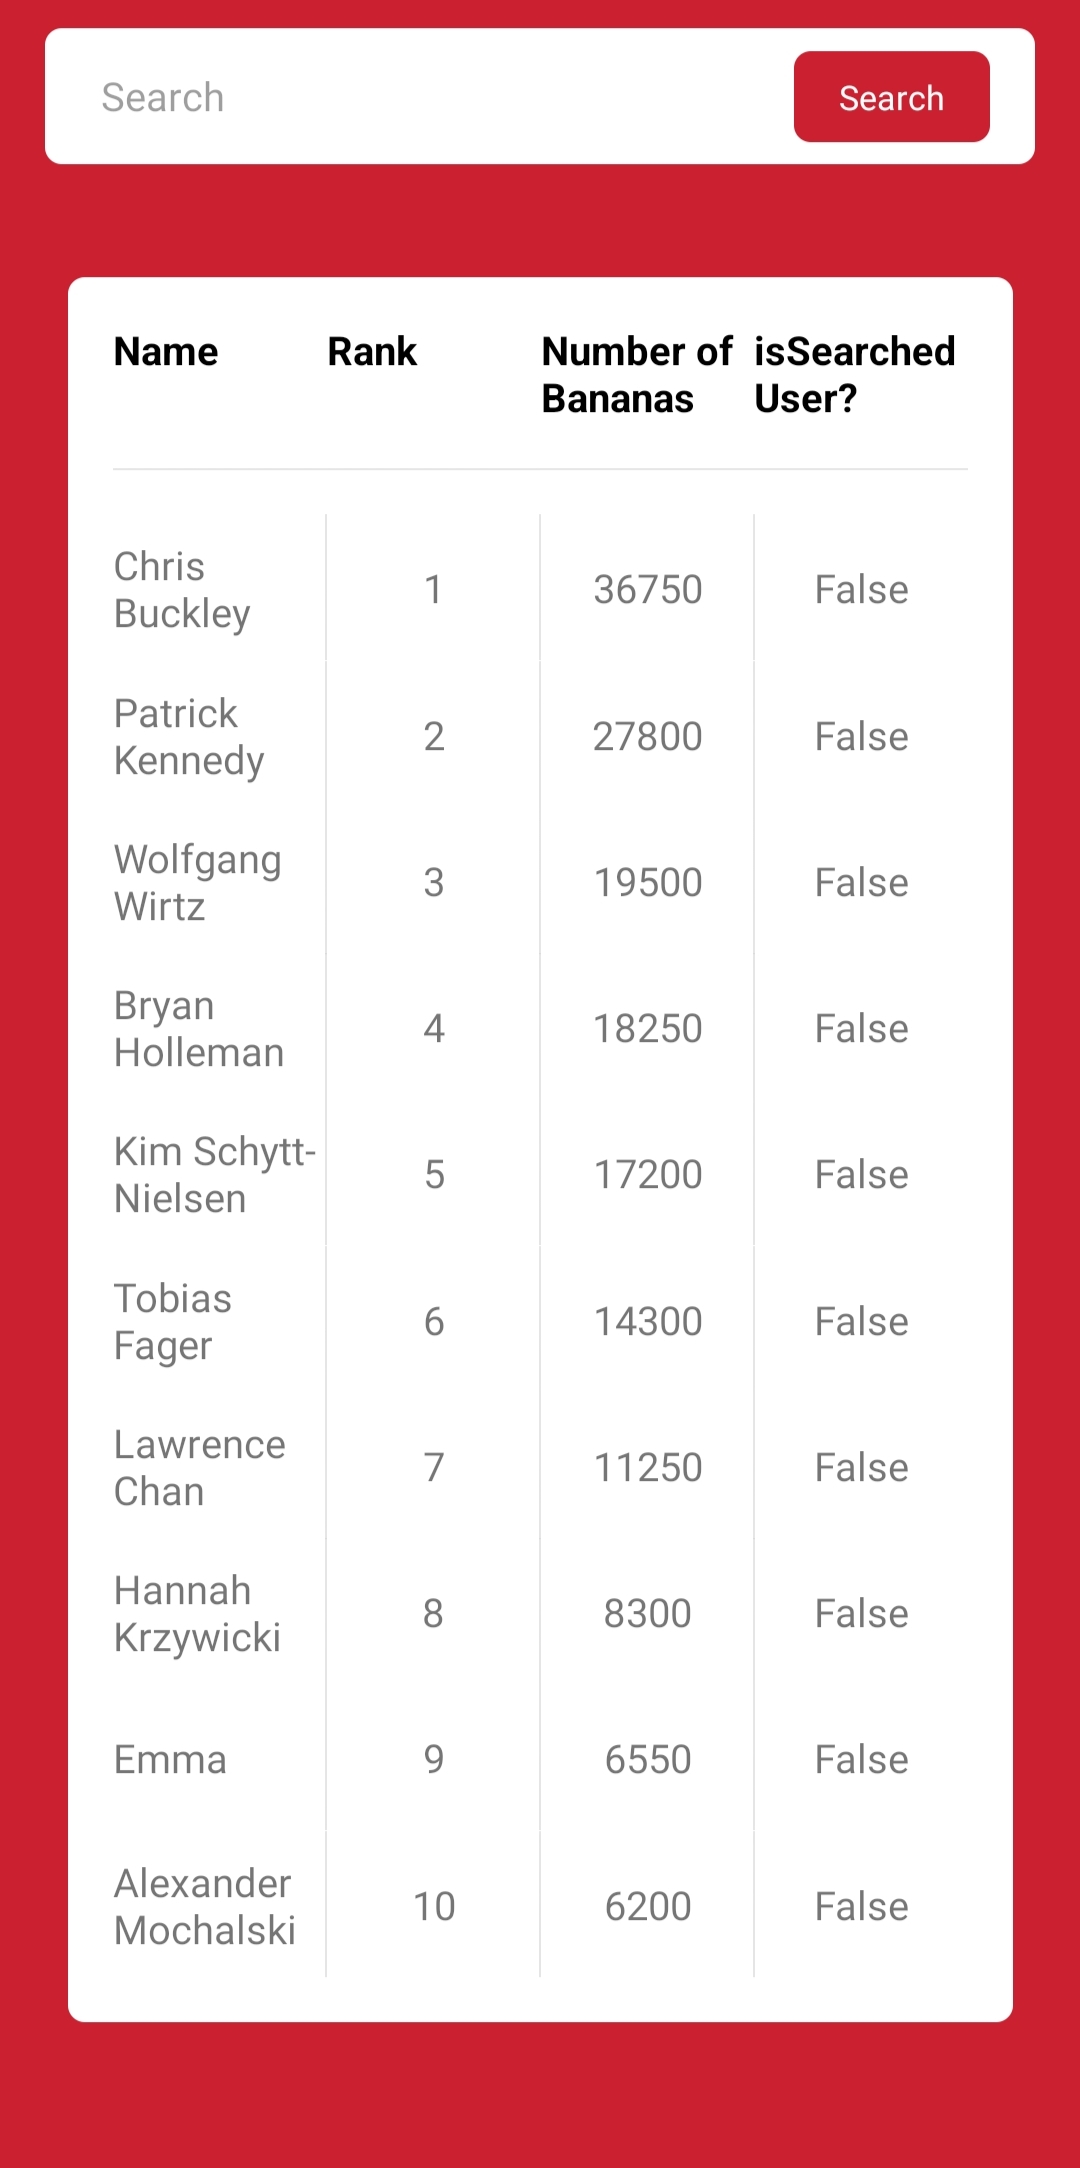 Search
Search
Name Rank Number of isSearched
Bananas User?
Chris
Buckley 1 36750 False
Patrick
Kennedy 2 27800 False
Wolfgang
Wirtz 3 19500 False
Bryan
Holleman 4 18250 False
Kim Schytt-
Nielsen 5 17200 False
Tobias
Fager 6 14300 False
Lawrence
Chan 7 11250 False
Hannah
Krzywicki 8 8300 False
Emma 9 6550 False
Alexander
Mochalski 10 6200 False